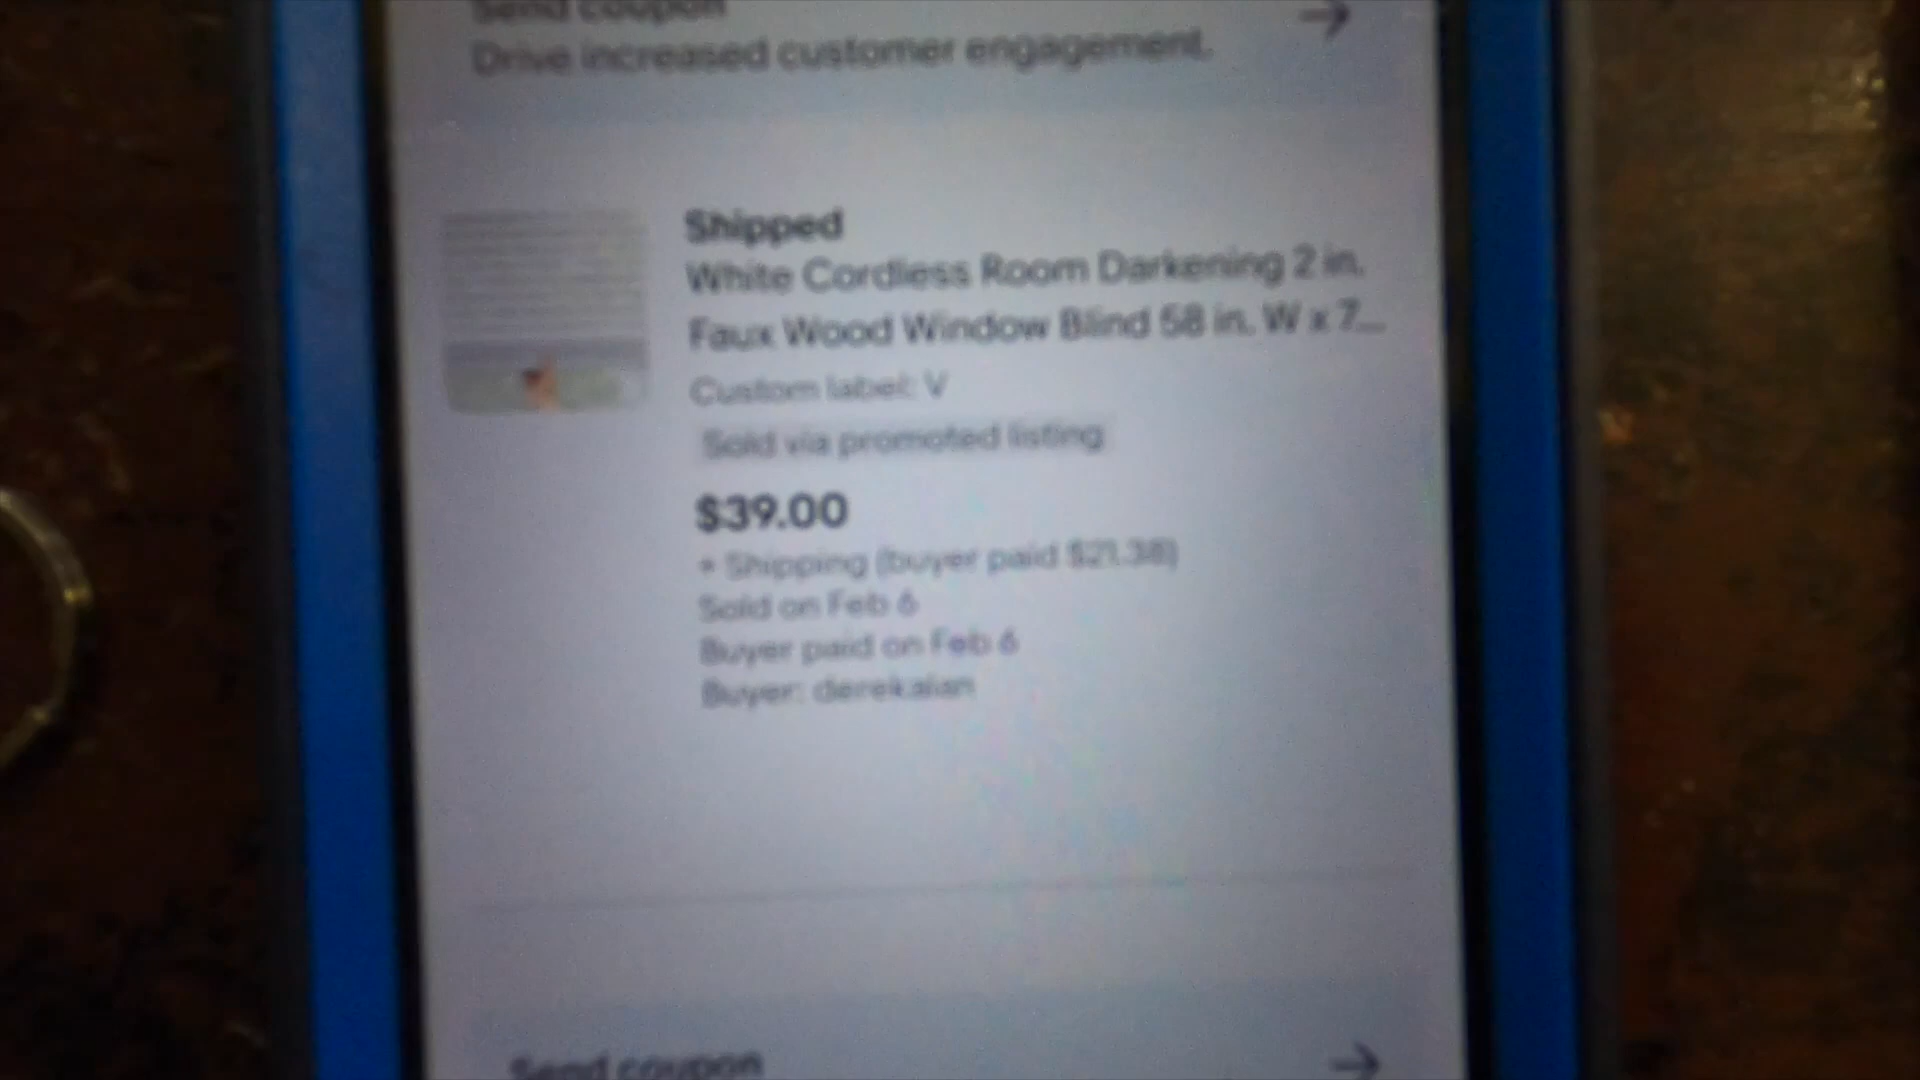 Send coupon
Drive increased customer engagement.
Shipped
White Cordless Room Darkening 2 in.
Faux Wood Window Blind 58 in. W x 7...
Custom label: V
Sold via promoted listing
$39.00
+ Shipping (buyer paid $21.38)
Sold on Feb 6
Buyer paid on Feb 6
Buyer: derekalan
Send coupon